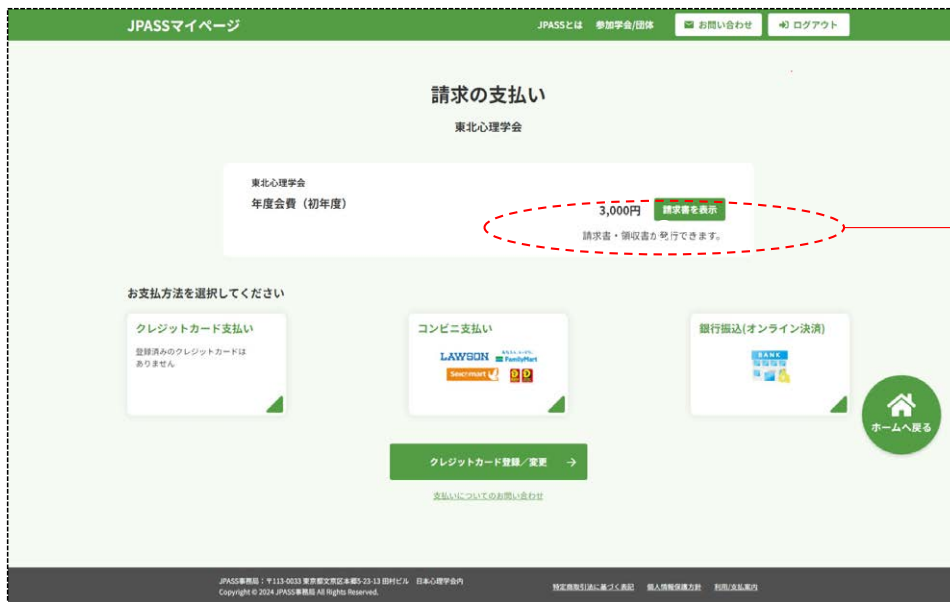 JPASSマイページ
JPASSとは 参加学会/団体 お問い合わせ ログアウト
請求の支払い
東北心理学会
東北心理学会
年度会費（初年度）
3,000円 請求書を表示
請求書・領収書が発行できます。
お支払方法を選択してください
クレジットカード支払い
登録済みのクレジットカードは
ありません
コンビニ支払い
LAWSON FamilyMart
Seicomart
銀行振込(オンライン決済)
BANK
ホームへ戻る
クレジットカード登録／変更 →
支払いについてのお問い合わせ
JPASS事務局：〒113-0033 東京都文京区本郷5-23-13 田村ビル 日本心理学会内
Copyright © 2024 JPASS事務局 All Rights Reserved.
特定商取引法に基づく表記 個人情報保護方針 利用/支払案内